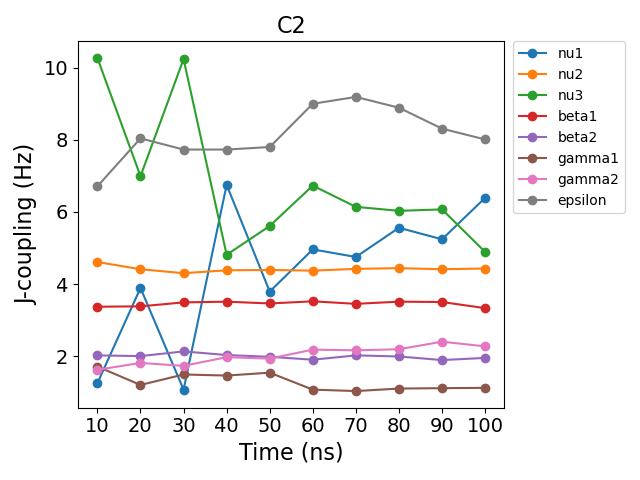 C2
J-coupling (Hz)
10
8
6
4
2
10 20 30 40 50 60 70 80 90 100
Time (ns)
nu1
nu2
nu3
beta1
beta2
gamma1
gamma2
epsilon